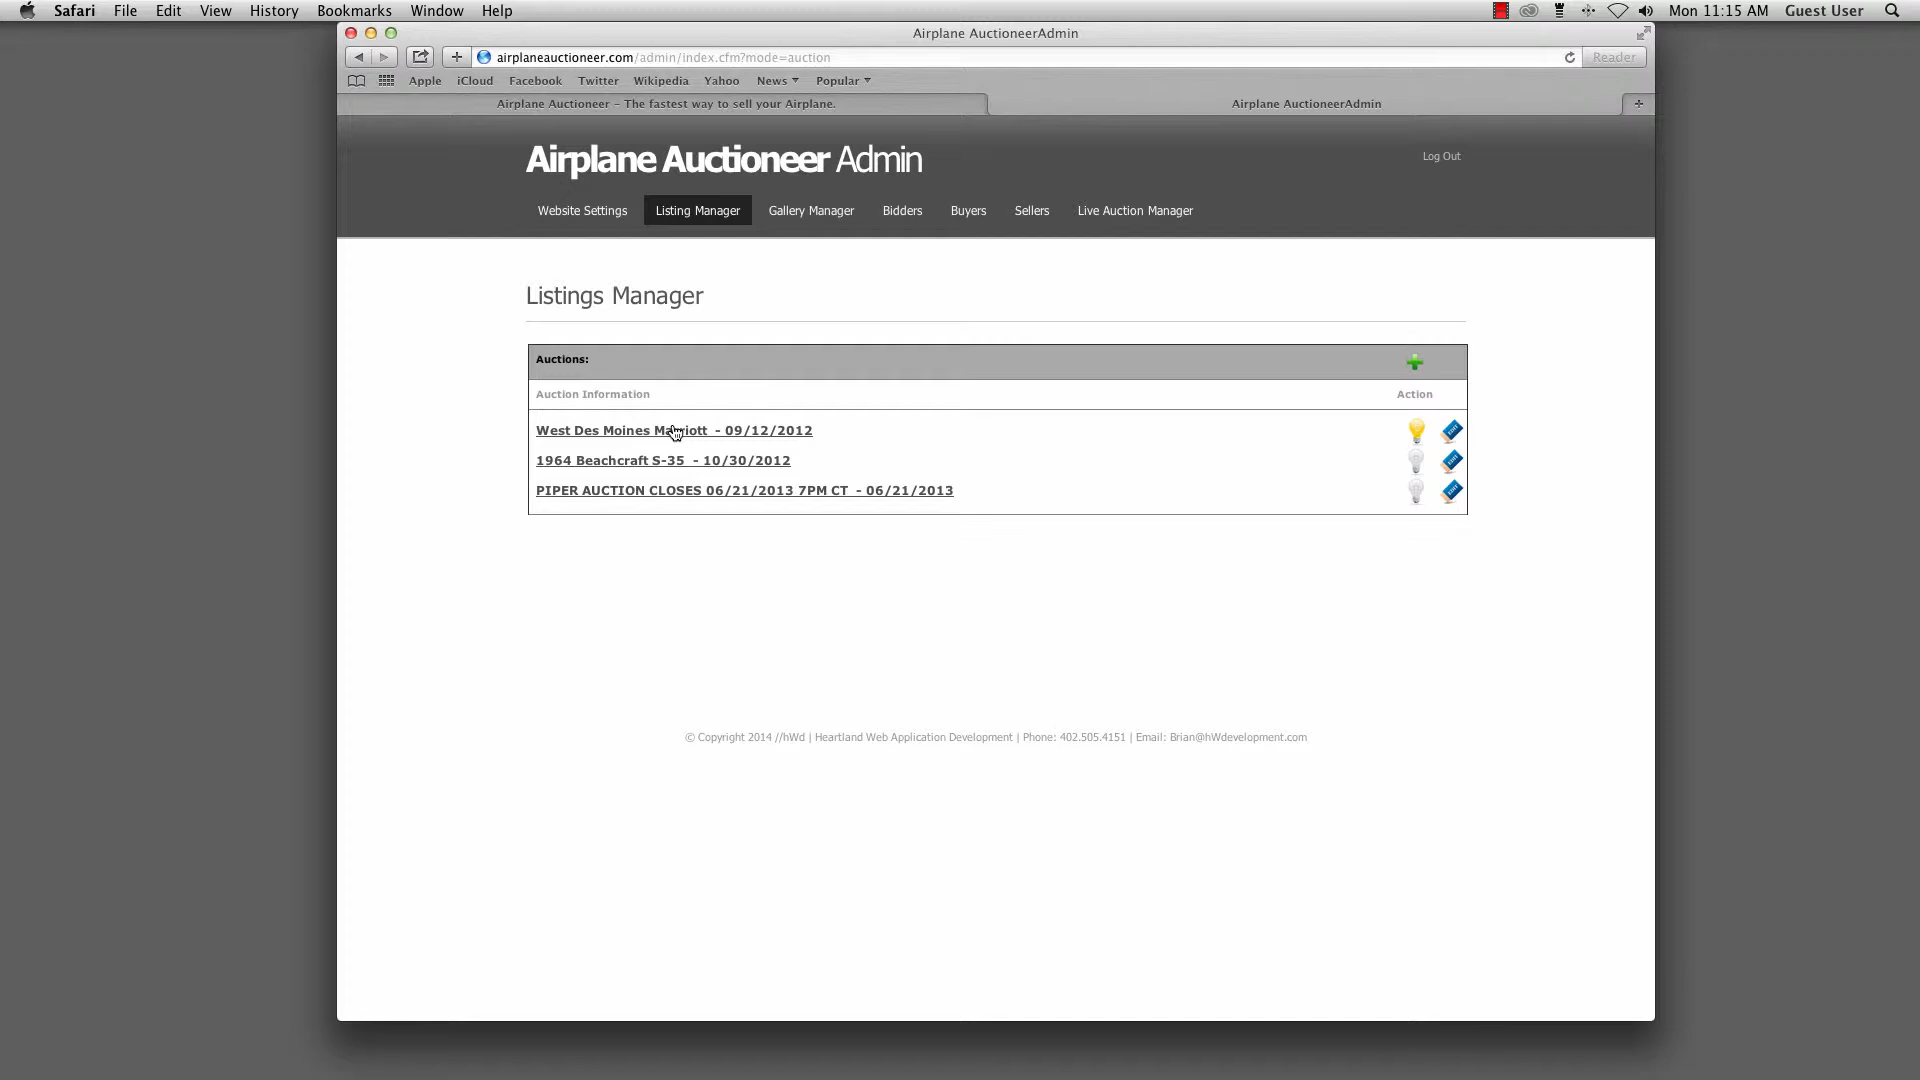 Safari File Edit View History Bookmarks Window Help Mon 11:15 AM Guest User
Airplane AuctioneerAdmin
airplaneauctioneer.com/admin/index.cfm?mode=auction Reader
Apple iCloud Facebook Twitter Wikipedia Yahoo News Popular
Airplane Auctioneer – The fastest way to sell your Airplane. Airplane AuctioneerAdmin
Airplane Auctioneer Admin Log Out
Website Settings Listing Manager Gallery Manager Bidders Buyers Sellers Live Auction Manager
Listings Manager
Auctions:
Auction Information Action
West Des Moines Marriott - 09/12/2012
1964 Beachcraft S-35 - 10/30/2012
PIPER AUCTION CLOSES 06/21/2013 7PM CT - 06/21/2013
© Copyright 2014 //hWd | Heartland Web Application Development | Phone: 402.505.4151 | Email: Brian@hWdevelopment.com